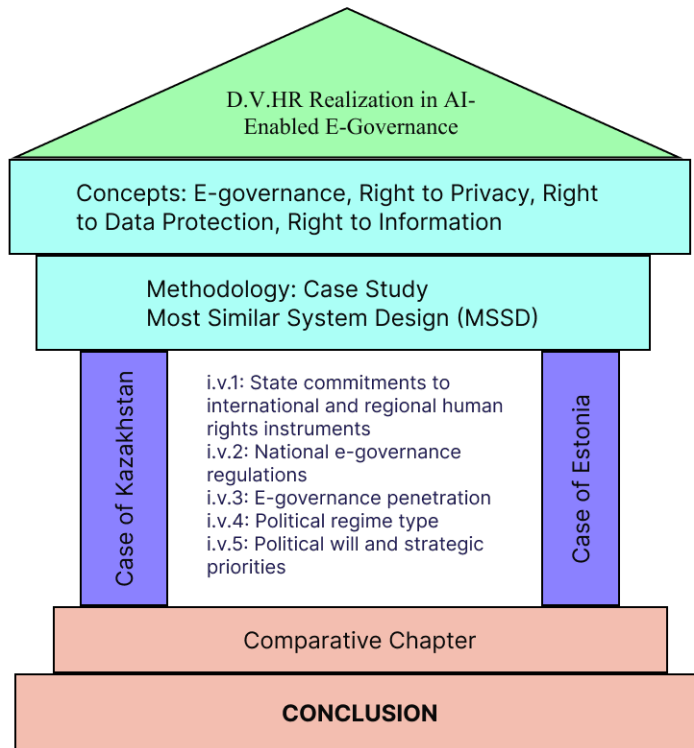 D.V.HR Realization in AI-
Enabled E-Governance
Concepts: E-governance, Right to Privacy, Right
to Data Protection, Right to Information
Methodology: Case Study
Most Similar System Design (MSSD)
Case of Kazakhstan
i.v.1: State commitments to
international and regional human
rights instruments
i.v.2: National e-governance
regulations
i.v.3: E-governance penetration
i.v.4: Political regime type
i.v.5: Political will and strategic
priorities
Case of Estonia
Comparative Chapter
CONCLUSION